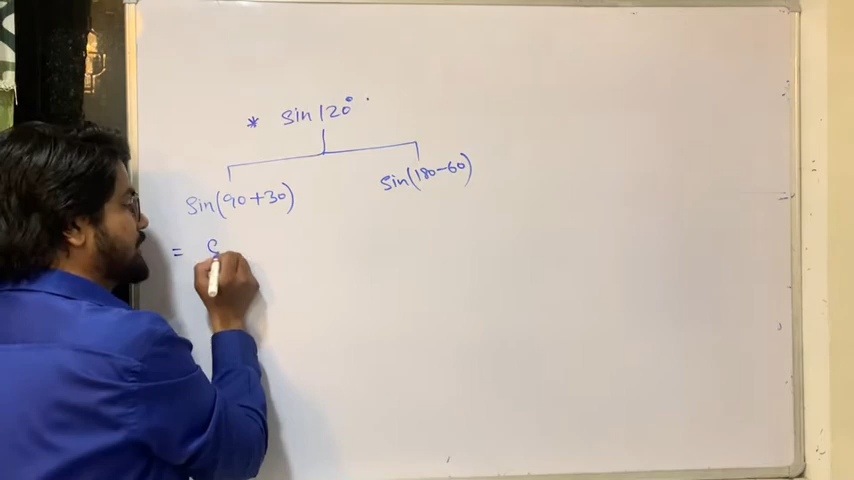 * sin 120°
sin(90+30) sin(180-60)
=